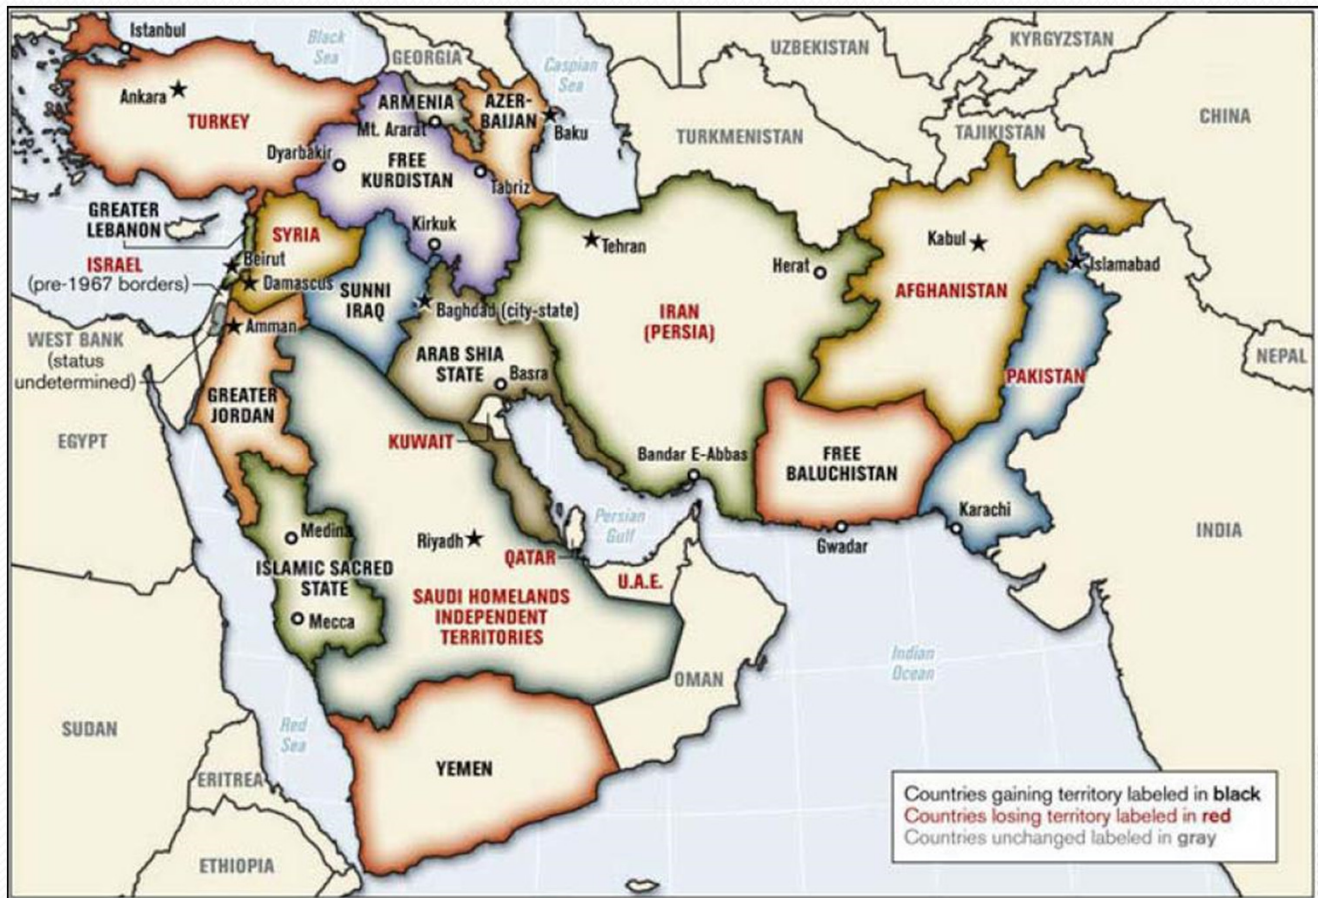 Istanbul
Black
Sea
GEORGIA
Caspian
Sea
UZBEKISTAN
KYRGYZSTAN
CHINA
Ankara
TURKEY
ARMENIA
Mt. Ararat
AZER-
BAIJAN
Baku
TURKMENISTAN
TAJIKISTAN
Dyarbakir
FREE
KURDISTAN
Tabriz
GREATER
LEBANON
SYRIA
Kirkuk
Tehran
Kabul
Herat
Islamabad
ISRAEL
(pre-1967 borders)
Beirut
Damascus
SUNNI
IRAQ
Baghdad (city-state)
IRAN
(PERSIA)
AFGHANISTAN
WEST BANK
(status
undetermined)
Amman
ARAB SHIA
STATE
Basra
PAKISTAN
NEPAL
GREATER
JORDAN
EGYPT
KUWAIT
Bandar E-Abbas
FREE
BALUCHISTAN
Karachi
Gwadar
INDIA
Medina
ISLAMIC SACRED
STATE
Mecca
Riyadh
Persian
Gulf
QATAR
U.A.E.
SAUDI HOMELANDS
INDEPENDENT
TERRITORIES
OMAN
Indian
Ocean
SUDAN
Red
Sea
YEMEN
ERITREA
ETHIOPIA
Countries gaining territory labeled in black
Countries losing territory labeled in red
Countries unchanged labeled in gray